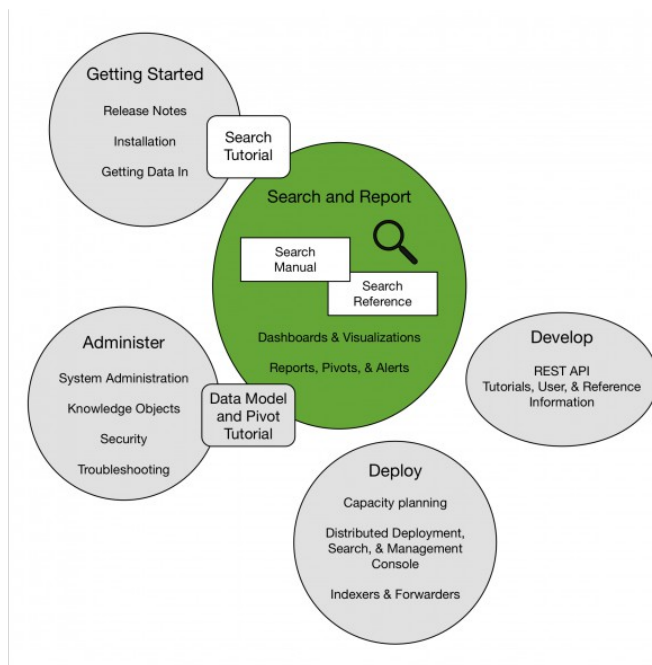 Getting Started
Release Notes
Installation
Getting Data In
Search
Tutorial
Search and Report
Search
Manual
Search
Reference
Dashboards & Visualizations
Reports, Pivots, & Alerts
Administer
System Administration
Knowledge Objects
Security
Troubleshooting
Data Model
and Pivot
Tutorial
Develop
REST API
Tutorials, User, & Reference
Information
Deploy
Capacity planning
Distributed Deployment,
Search, & Management
Console
Indexers & Forwarders